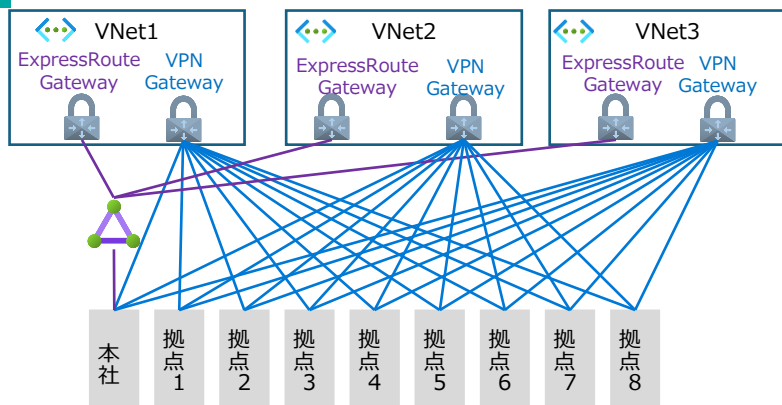 VNet1
ExpressRoute
Gateway
VPN
Gateway
VNet2
ExpressRoute
Gateway
VPN
Gateway
VNet3
ExpressRoute
Gateway
VPN
Gateway
本社
拠点1
拠点2
拠点3
拠点4
拠点5
拠点6
拠点7
拠点8